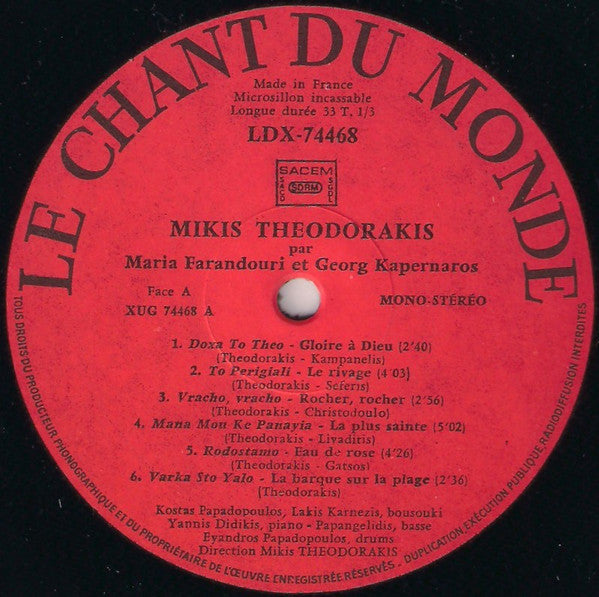 LE CHANT DU MONDE
Made in France
Microsillon incassable
Longue durée 33 T. 1/3
LDX-74468
SACEM
SACD SDRM SGDL
MIKIS THEODORAKIS
par
Maria Farandouri et Georg Kapernaros
Face A
MONO-STÉRÉO
XUG 74468 A
1. Doxa To Theo - Gloire à Dieu (2'40)
(Theodorakis - Kampanelis)
2. To Perigiali - Le rivage (4'03)
(Theodorakis - Seferis)
3. Vracho, vracho - Rocher, rocher (2'56)
(Theodorakis - Christodoulo)
4. Mana Mou Ke Panayia - La plus sainte (5'02)
(Theodorakis - Livaditis)
5. Rodostamo - Eau de rose (4'26)
(Theodorakis - Gatsos)
6. Varka Sto Yalo - La barque sur la plage (2'36)
(Theodorakis)
Kostas Papadopoulos, Lakis Karnezis, bousouki
Yannis Didikis, piano - Papangelidis, basse
Evandros Papadopoulos, drums
Direction Mikis THEODORAKIS
TOUS DROITS DU PRODUCTEUR PHONOGRAPHIQUE ET DU PROPRIÉTAIRE DE L'ŒUVRE ENREGISTRÉE RÉSERVÉS - DUPLICATION, EXÉCUTION PUBLIQUE RADIODIFFUSION INTERDITES